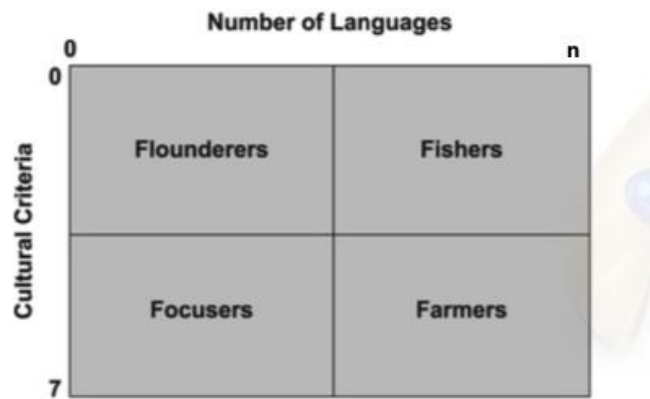 Number of Languages
0 n
0
Flounderers Fishers
Cultural Criteria
Focusers Farmers
7